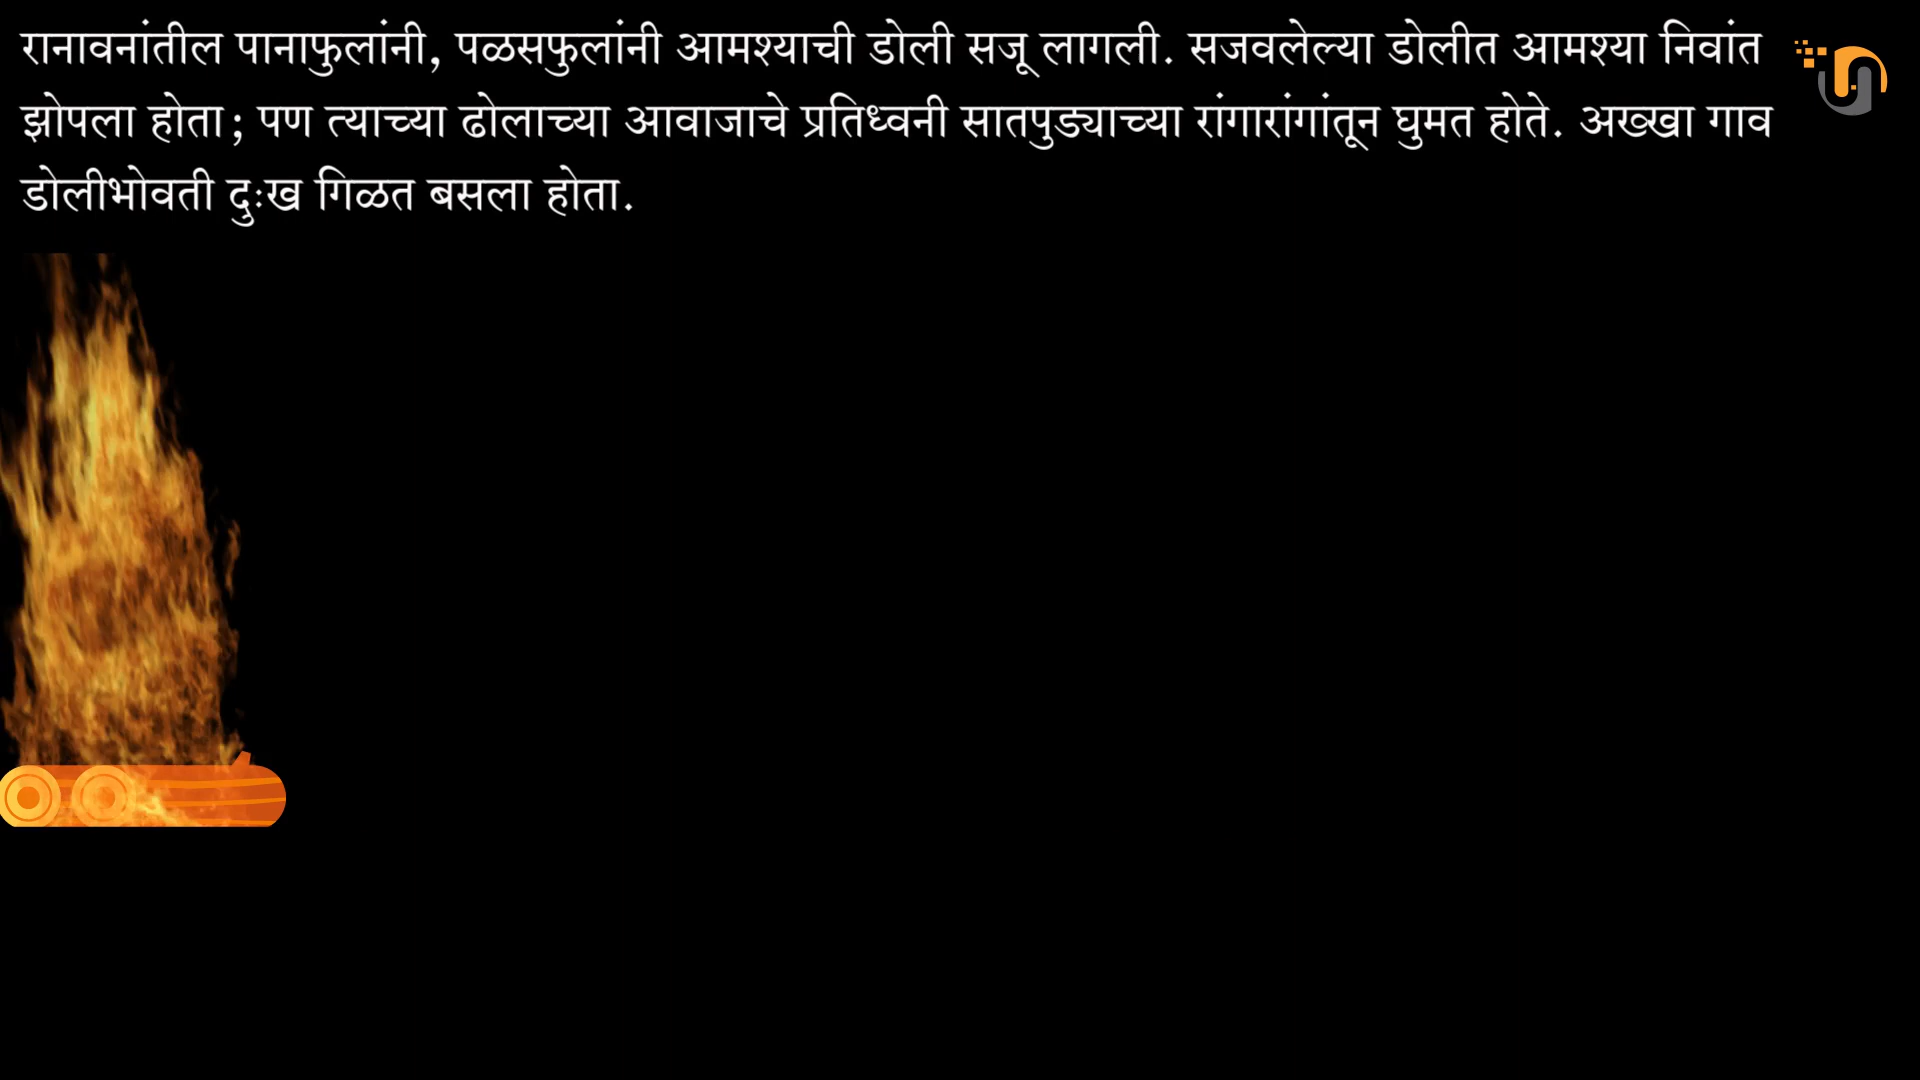 रानावनांतील पानाफुलांनी, पळसफुलांनी आमश्याची डोली सजू लागली. सजवलेल्या डोलीत आमश्या निवांत
झोपला होता; पण त्याच्या ढोलाच्या आवाजाचे प्रतिध्वनी सातपुड्याच्या रांगारांगांतून घुमत होते. अख्खा गाव
डोलीभोवती दुःख गिळत बसला होता.